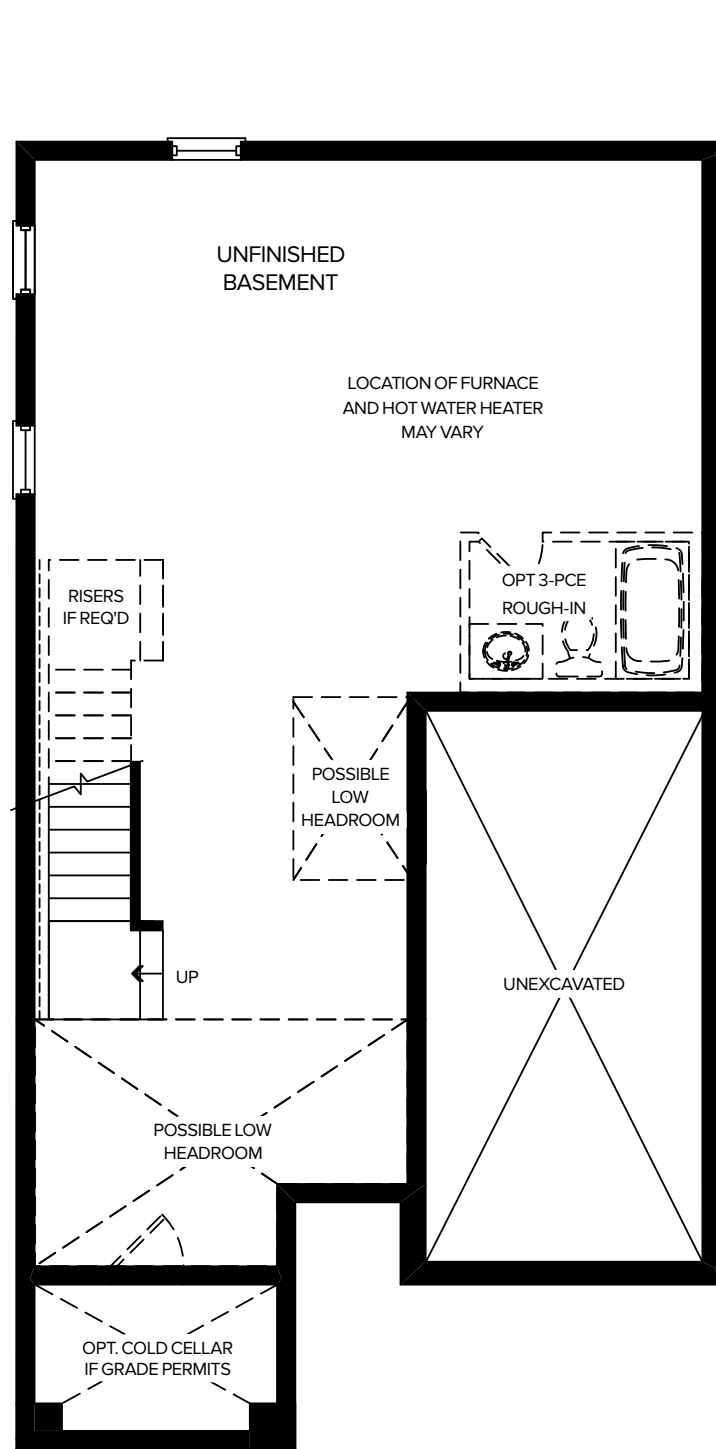 UNFINISHED
BASEMENT
LOCATION OF FURNACE
AND HOT WATER HEATER
MAY VARY
OPT 3-PCE
ROUGH-IN
RISERS
IF REQ'D
POSSIBLE
LOW
HEADROOM
UP
UNEXCAVATED
POSSIBLE LOW
HEADROOM
OPT. COLD CELLAR
IF GRADE PERMITS